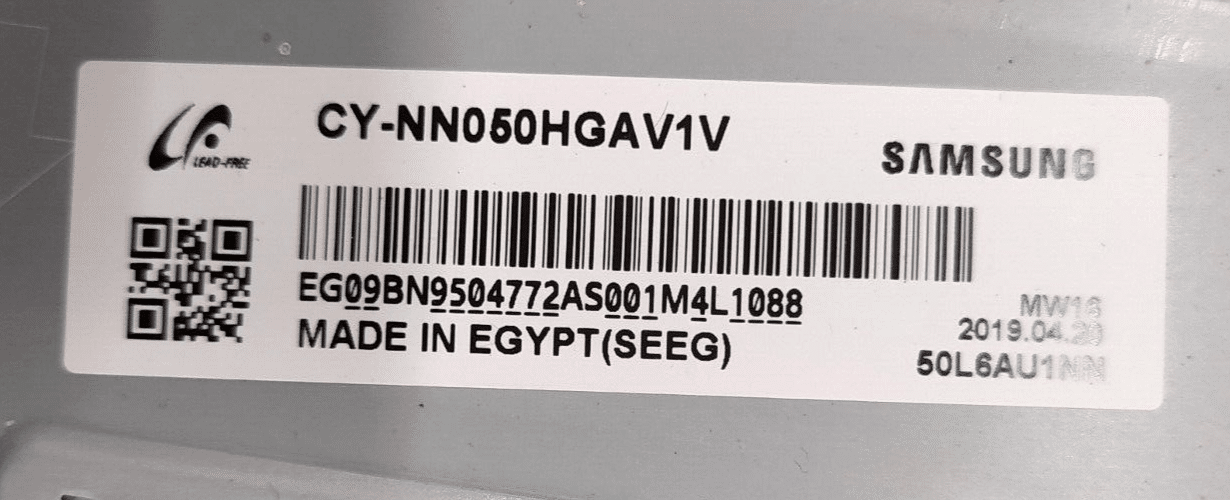 CY-NN050HGAV1V
LEAD-FREE
SAMSUNG
EG09BN9504772AS001M4L1088
MADE IN EGYPT(SEEG)
MW16
2019.04.20
50L6AU1NN